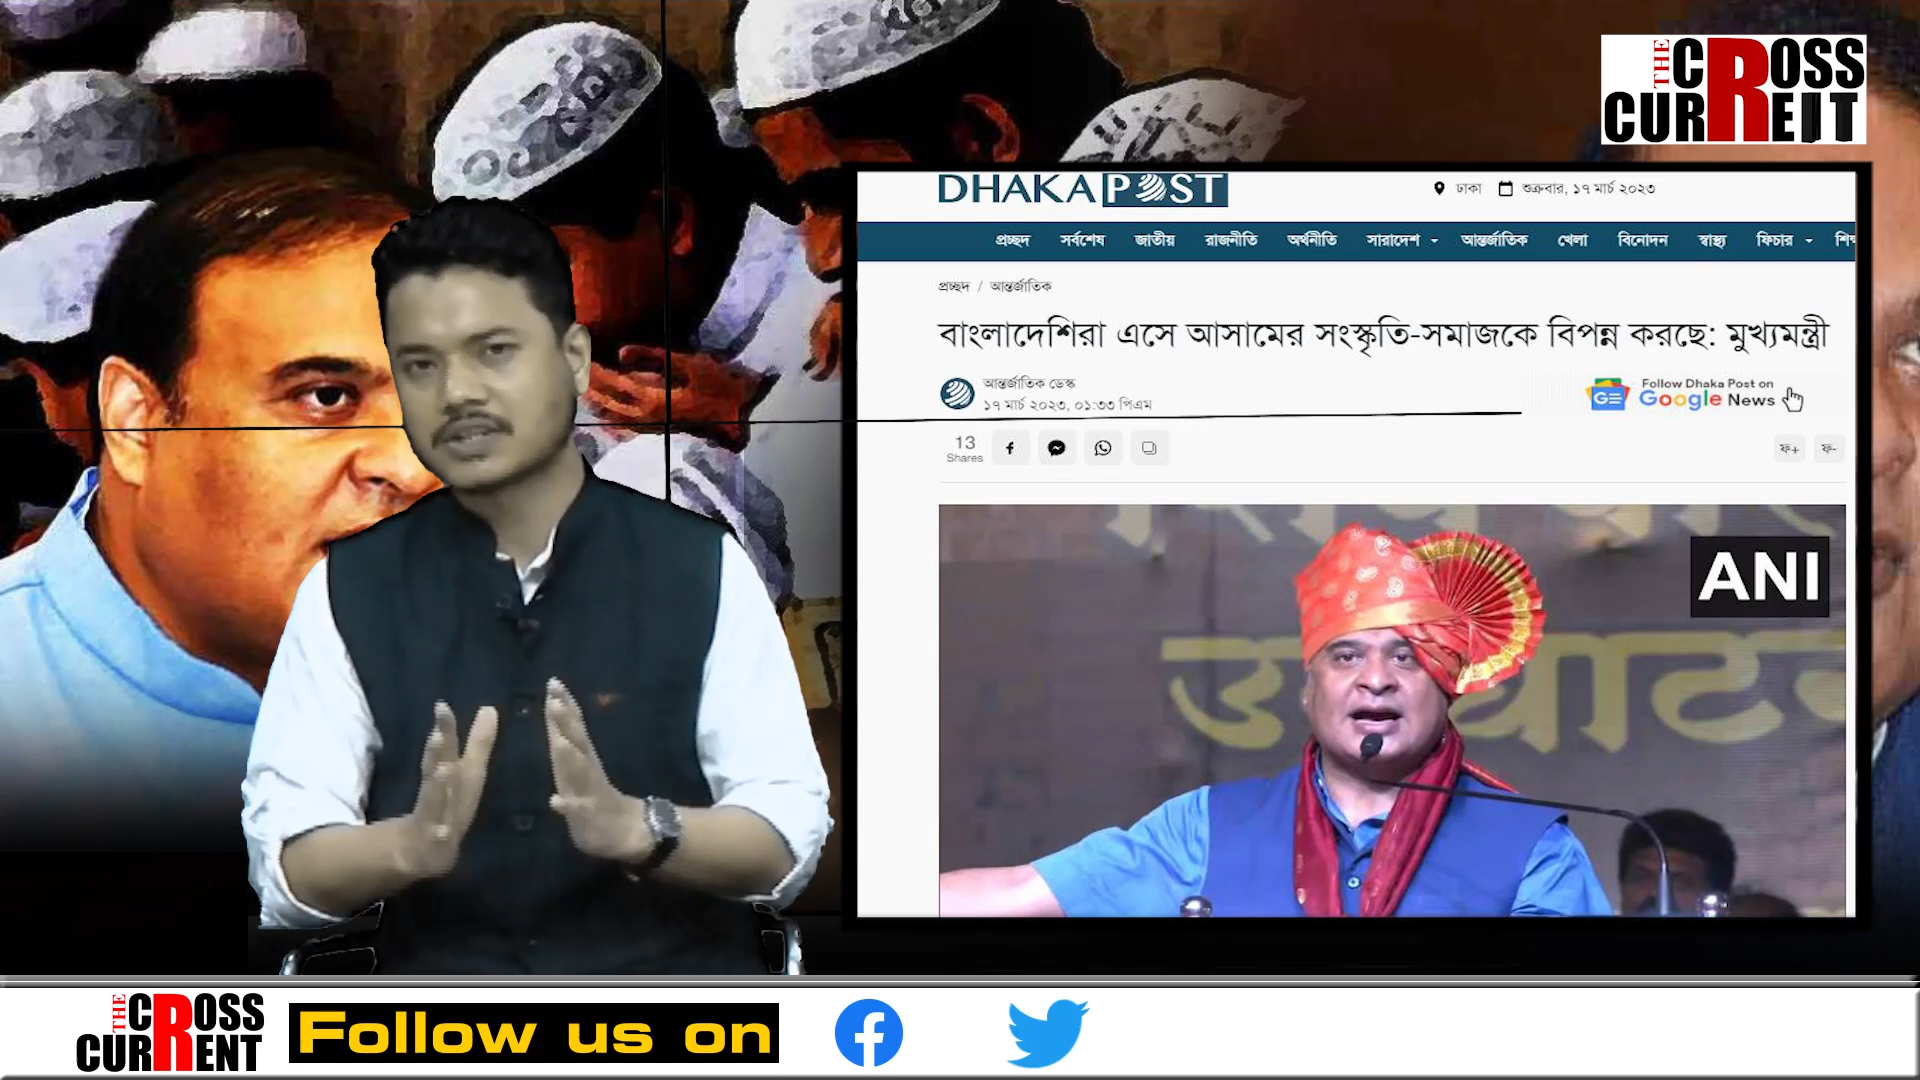 THE CROSS
CURREIT
DHAKA POST
ঢাকা শুক্রবার, ১৭ মার্চ ২০২৩
প্রচ্ছদ সর্বশেষ জাতীয় রাজনীতি অর্থনীতি সারাদেশ আন্তর্জাতিক খেলা বিনোদন স্বাস্থ্য ফিচার
প্রচ্ছদ / আন্তর্জাতিক
বাংলাদেশিরা এসে আসামের সংস্কৃতি-সমাজকে বিপন্ন করছে: মুখ্যমন্ত্রী
আন্তর্জাতিক ডেস্ক
১৭ মার্চ ২০২৩, ০১:৩৩ পিএম
Follow Dhaka Post on
GE Google News
13
Shares
ফ+ ফ-
ANI
THE CROSS
CURRENT
Follow us on